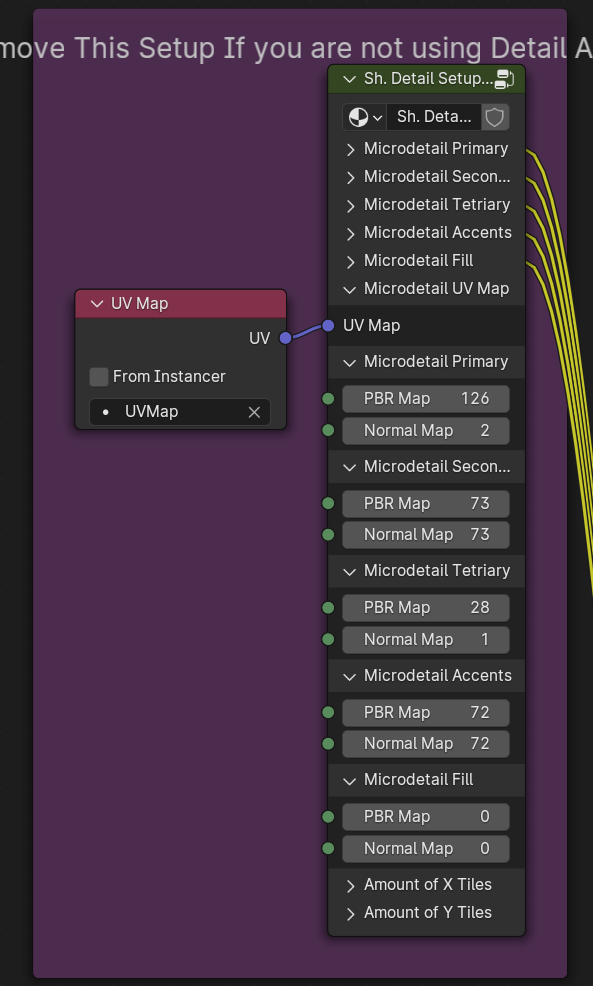 move This Setup If you are not using Detail A
Sh. Detail Setup...
Sh. Deta...
Microdetail Primary
Microdetail Secon...
Microdetail Tetriary
Microdetail Accents
Microdetail Fill
Microdetail UV Map
UV Map
UV Map
UV
From Instancer
UVMap
Microdetail Primary
PBR Map 126
Normal Map 2
Microdetail Secon...
PBR Map 73
Normal Map 73
Microdetail Tetriary
PBR Map 28
Normal Map 1
Microdetail Accents
PBR Map 72
Normal Map 72
Microdetail Fill
PBR Map 0
Normal Map 0
Amount of X Tiles
Amount of Y Tiles